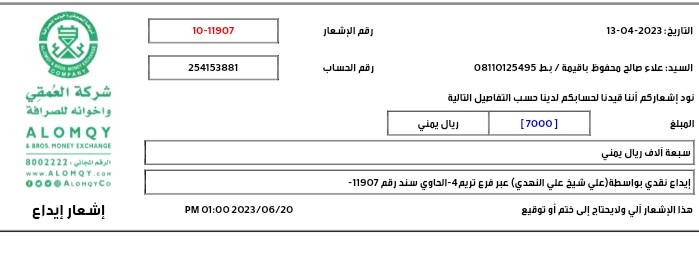 التاريخ: 2023-04-13
رقم الإشعار
10-11907
السيد: علاء صالح محفوظ باقيمة / ب.ط 08110125495
رقم الحساب
254153881
نود إشعاركم أننا قيدنا لحسابكم لدينا حسب التفاصيل التالية
المبلغ
[ 7000 ]
ريال يمني
سبعة آلاف ريال يمني
إيداع نقدي بواسطة(علي شيخ علي النهدي) عبر فرع تريم4-الحاوي سند رقم 11907-
هذا الإشعار آلي ولايحتاج إلى ختم أو توقيع
2023/06/20 01:00 PM
شركة العُمقي
وإخوانه للصرافة
ALOMQY
& BROS. MONEY EXCHANGE
الرقم المجاني: 8002222
www.ALOMQY.com
AlomqyCo
إشعار إيداع